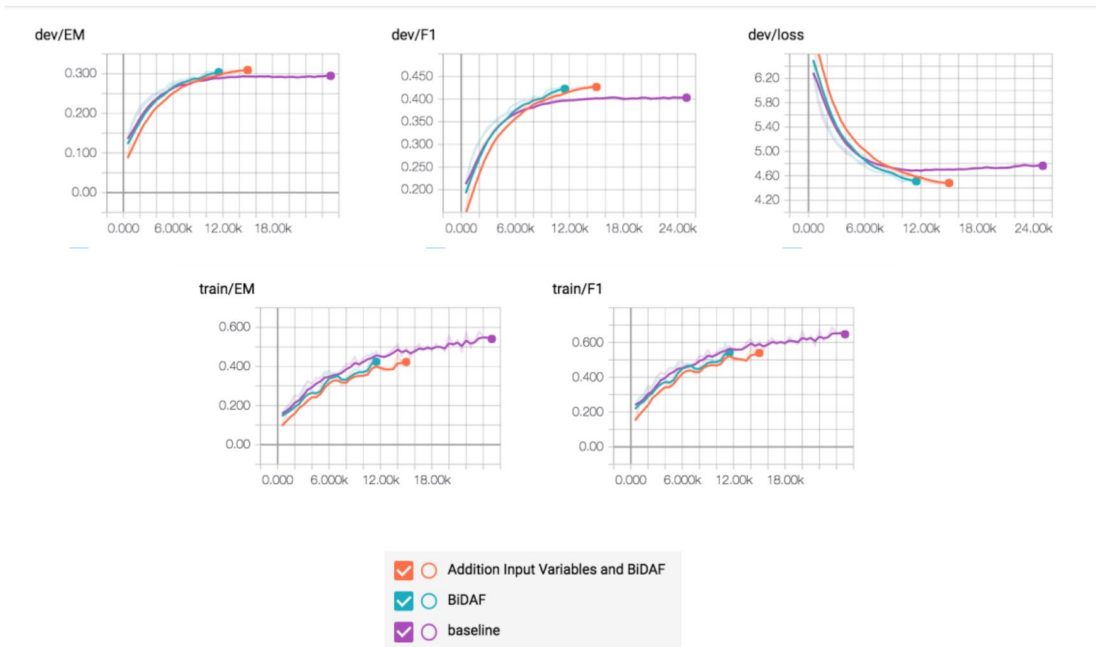 dev/EM
0.300
0.200
0.100
0.00
0.000 6.000k 12.00k 18.00k
dev/F1
0.450
0.400
0.350
0.300
0.250
0.200
0.000 6.000k 12.00k 18.00k 24.00k
dev/loss
6.20
5.80
5.40
5.00
4.60
4.20
0.000 6.000k 12.00k 18.00k 24.00k
train/EM
0.600
0.400
0.200
0.00
0.000 6.000k 12.00k 18.00k
train/F1
0.600
0.400
0.200
0.00
0.000 6.000k 12.00k 18.00k
Addition Input Variables and BiDAF
BiDAF
baseline